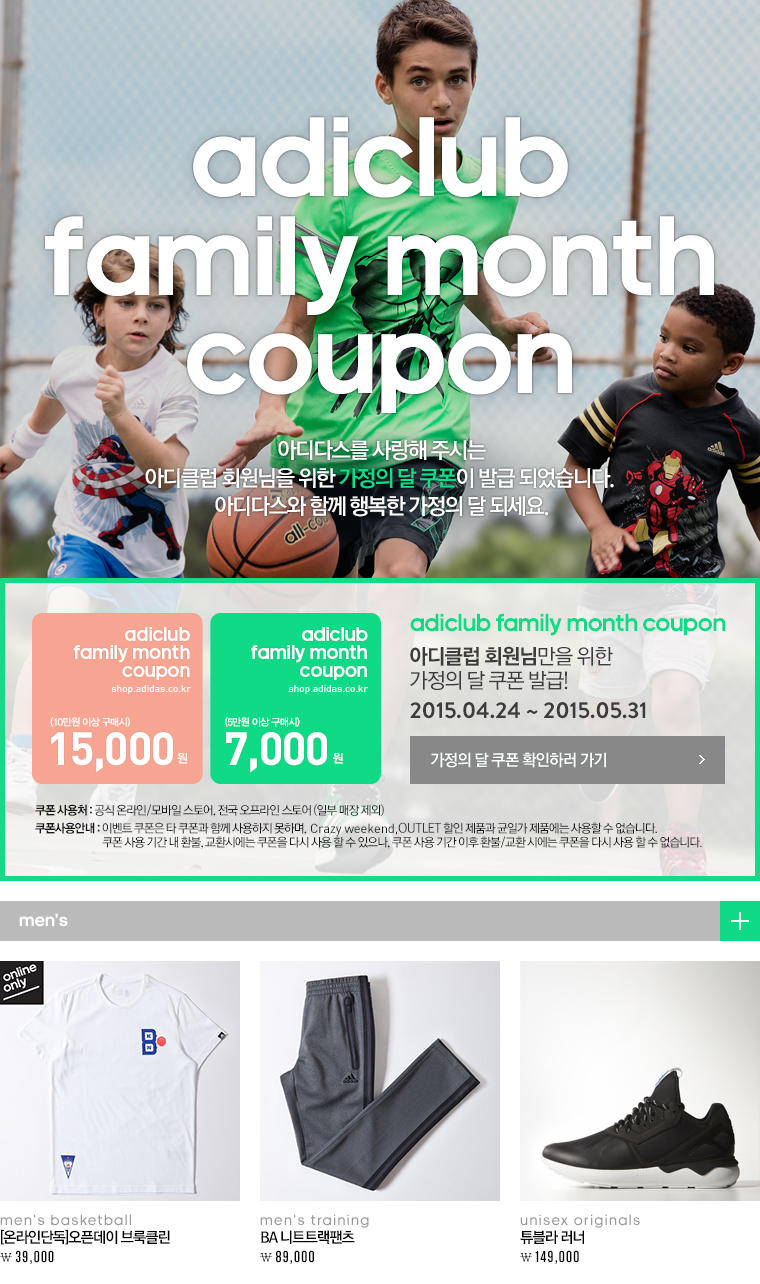 adiclub
family month
coupon
아디다스를 사랑해 주시는
아디클럽 회원님을 위한 가정의 달 쿠폰이 발급 되었습니다.
아디다스와 함께 행복한 가정의 달 되세요.
adidas
adidas
all-co
adiclub
family month
coupon
shop.adidas.co.kr
(10만원 이상 구매시)
15,000 원
adiclub
family month
coupon
shop.adidas.co.kr
(5만원 이상 구매시)
7,000 원
adiclub family month coupon
아디클럽 회원님만을 위한
가정의 달 쿠폰 발급!
2015.04.24 ~ 2015.05.31
가정의 달 쿠폰 확인하러 가기 >
쿠폰 사용처 : 공식 온라인/모바일 스토어, 전국 오프라인 스토어 (일부 매장 제외)
쿠폰사용안내 : 이벤트 쿠폰은 타 쿠폰과 함께 사용하지 못하며, Crazy weekend,OUTLET 할인 제품과 균일가 제품에는 사용할 수 없습니다.
쿠폰 사용 기간 내 환불, 교환시에는 쿠폰을 다시 사용 할 수 있으나, 쿠폰 사용 기간 이후 환불/교환 시에는 쿠폰을 다시 사용 할 수 없습니다.
men's +
online
only
B
adidas
men's basketball
[온라인단독]오픈데이 브룩클린
₩ 39,000
men's training
BA 니트트랙팬츠
₩ 89,000
unisex originals
튜블라 러너
₩ 149,000